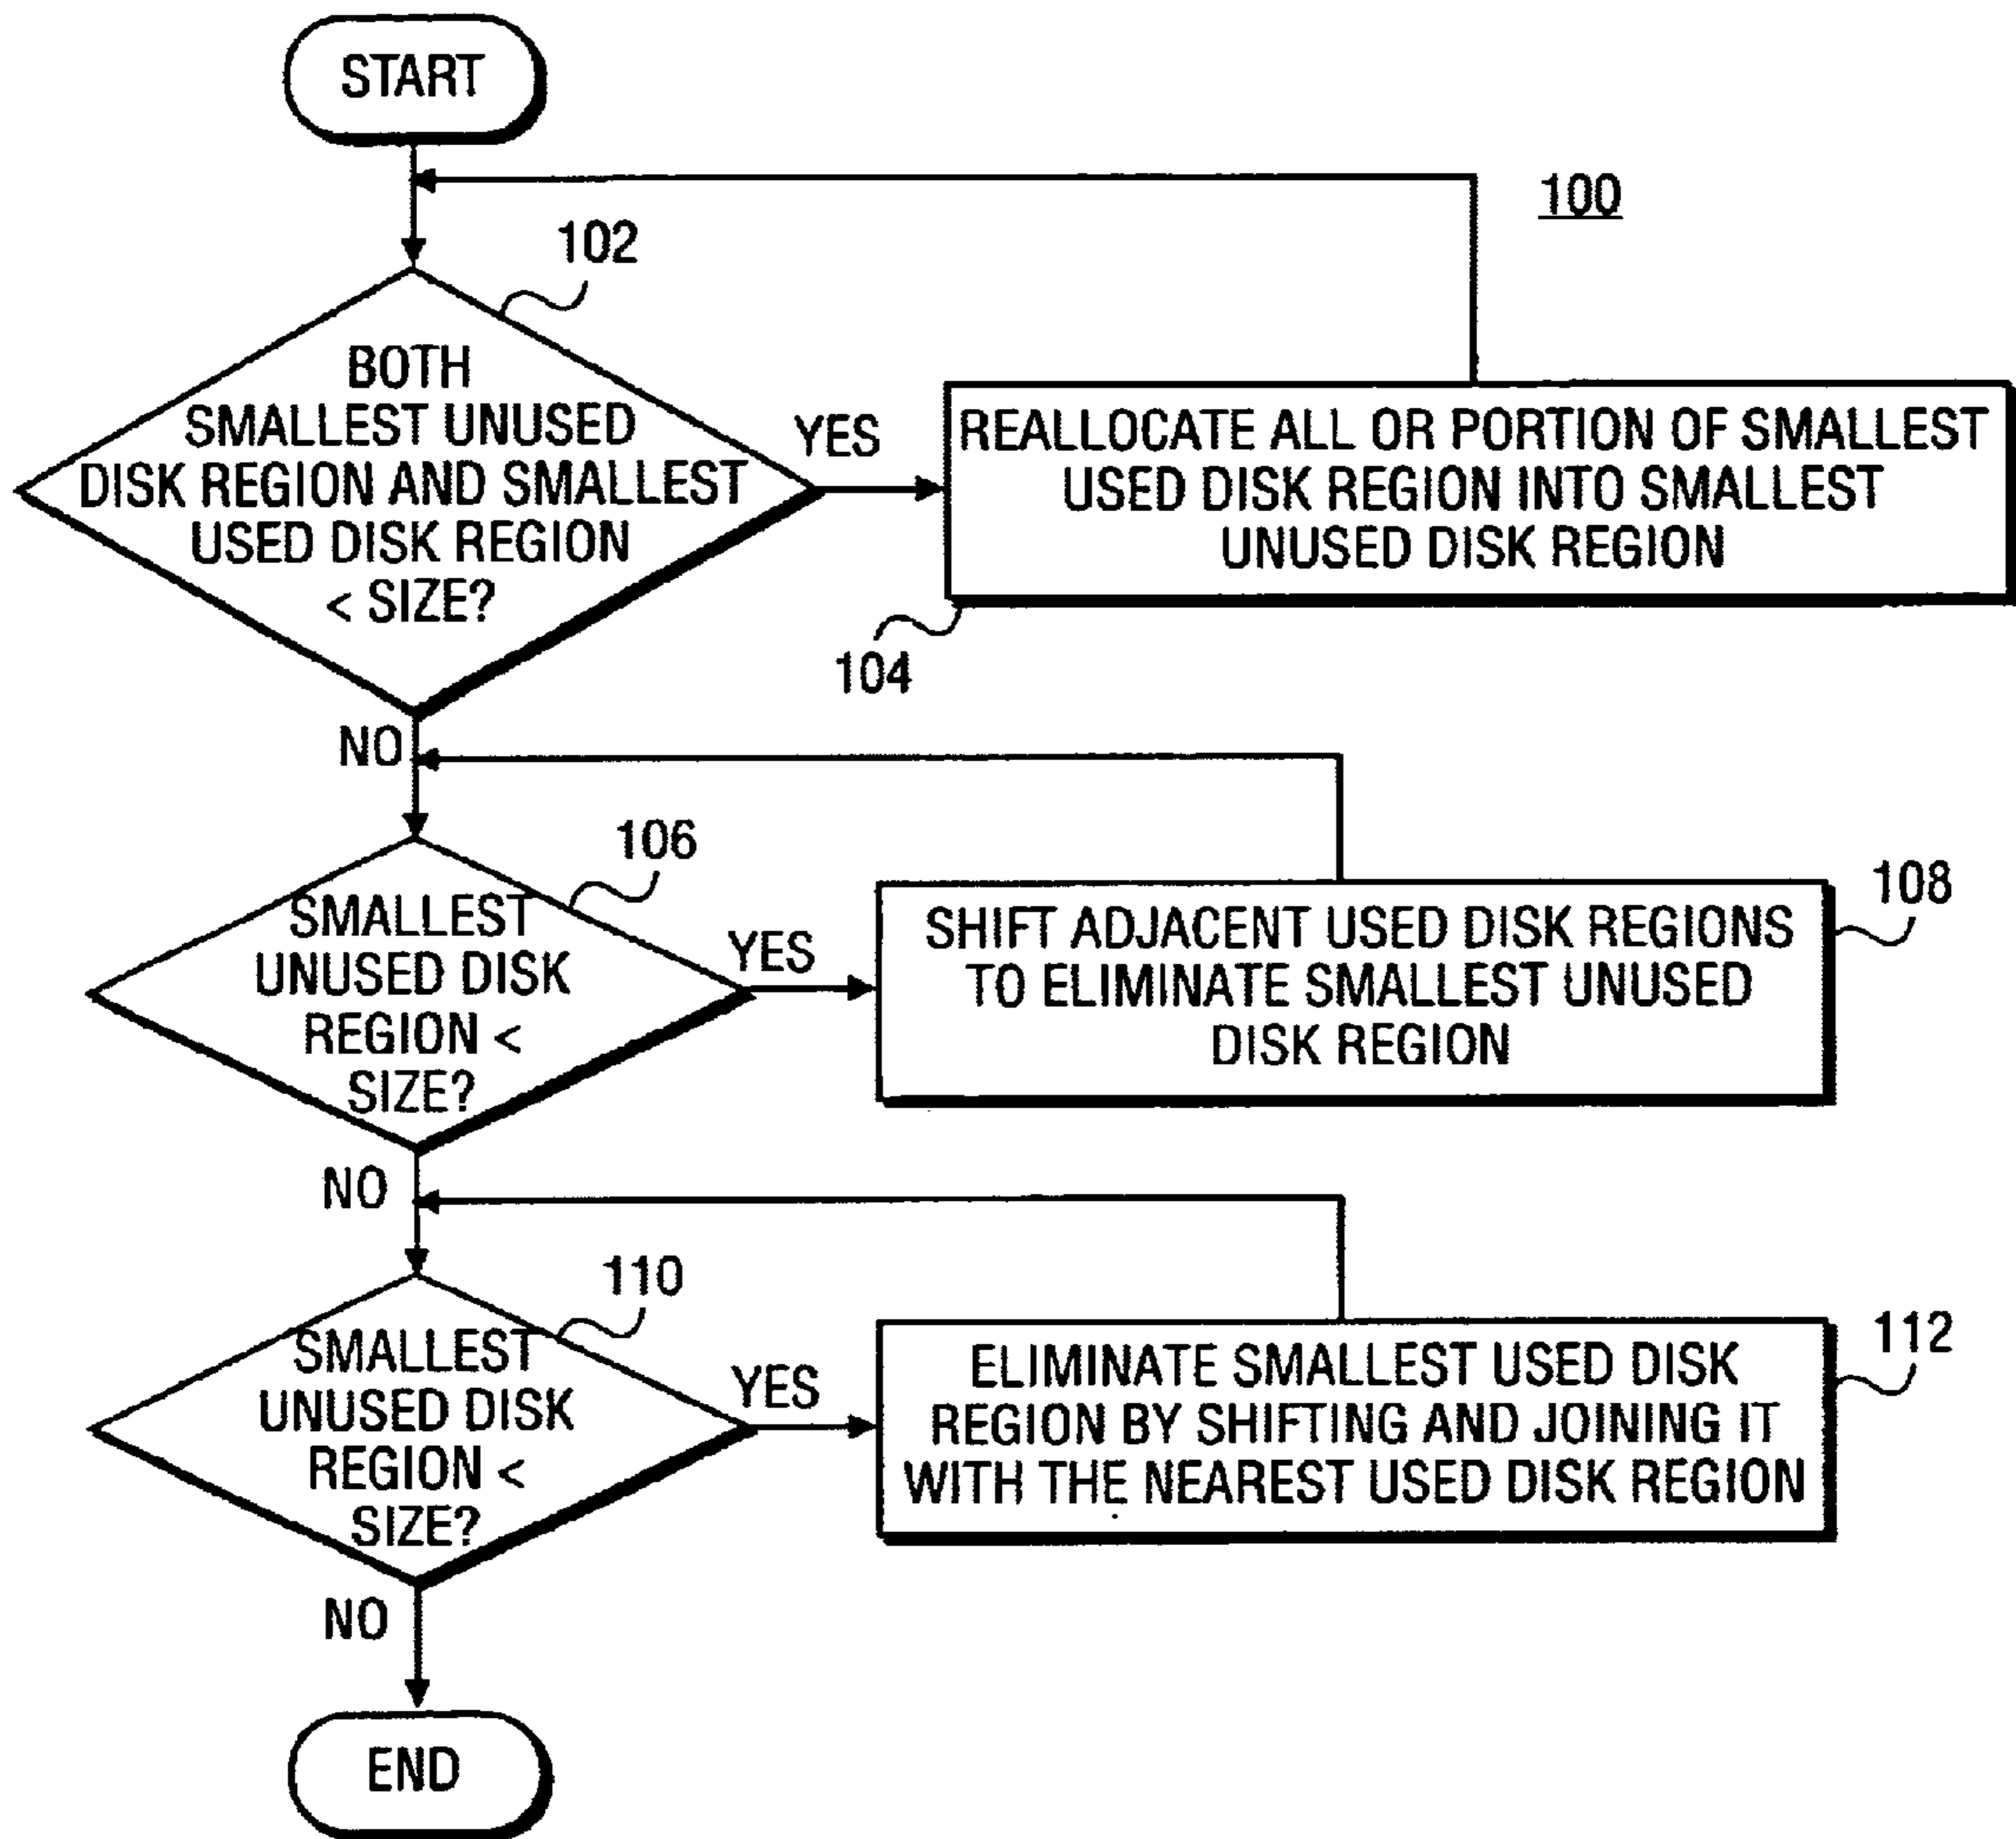 START
100
102
BOTH
SMALLEST UNUSED
DISK REGION AND SMALLEST
USED DISK REGION
< SIZE?
YES
REALLOCATE ALL OR PORTION OF SMALLEST
USED DISK REGION INTO SMALLEST
UNUSED DISK REGION
104
NO
106
SMALLEST
UNUSED DISK
REGION <
SIZE?
YES
SHIFT ADJACENT USED DISK REGIONS
TO ELIMINATE SMALLEST UNUSED
DISK REGION
108
NO
110
SMALLEST
UNUSED DISK
REGION <
SIZE?
YES
ELIMINATE SMALLEST USED DISK
REGION BY SHIFTING AND JOINING IT
WITH THE NEAREST USED DISK REGION
112
NO
END